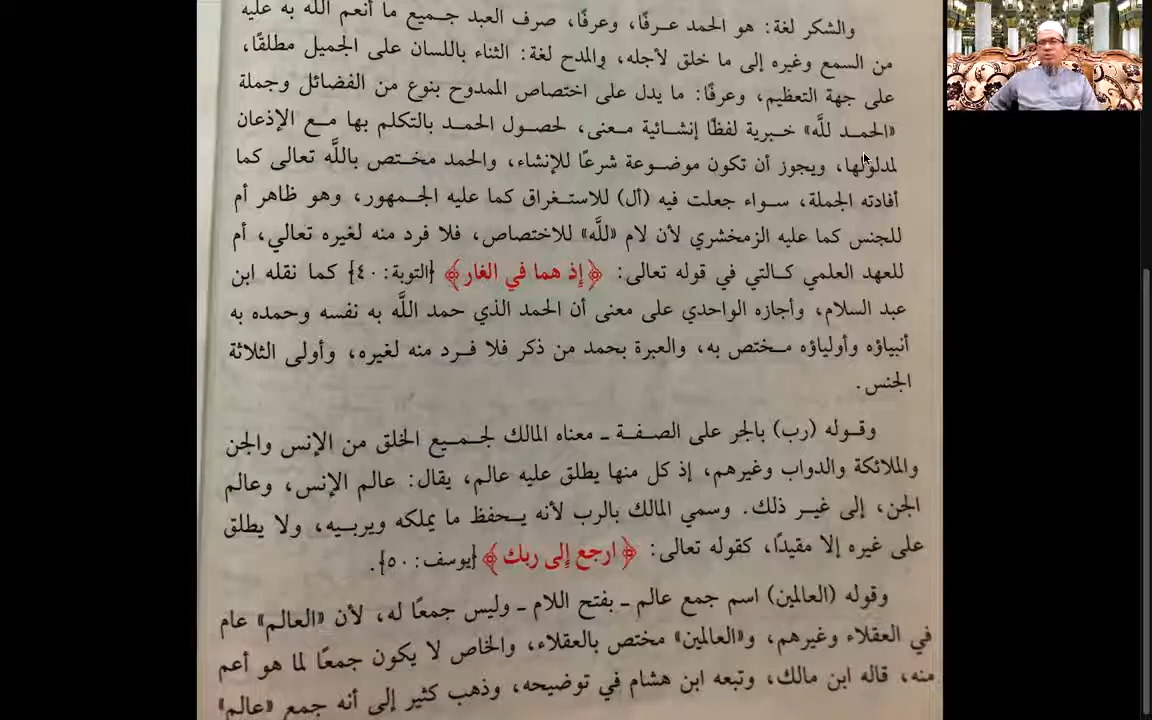 والشكر لغة: هو الحمد عرفًا، وعرفًا، صرف العبد جميع ما أنعم الله به عليه
من السمع وغيره إلى ما خلق لأجله، والمدح لغة: الثناء باللسان على الجميل مطلقًا،
على جهة التعظيم، وعرفًا: ما يدل على اختصاص الممدوح بنوع من الفضائل وجملة
«الحمد للَّه» خبرية لفظًا إنشائية معنى، لحصول الحمد بالتكلم بها مع الإذعان
لمدلولها، ويجوز أن تكون موضوعة شرعًا للإنشاء، والحمد مختص باللَّه تعالى كما
أفادته الجملة، سواء جعلت فيه (أل) للاستغراق كما عليه الجمهور، وهو ظاهر أم
للجنس كما عليه الزمخشري لأن لام «للَّه» للاختصاص، فلا فرد منه لغيره تعالي، أم
للعهد العلمي كالتي في قوله تعالى: ﴿إذ هما في الغار﴾ [التوبة: ٤٠] كما نقله ابن
عبد السلام، وأجازه الواحدي على معنى أن الحمد الذي حمد اللَّه به نفسه وحمده به
أنبياؤه وأولياؤه مختص به، والعبرة بحمد من ذكر فلا فرد منه لغيره، وأولى الثلاثة
الجنس.
وقوله (رب) بالجر على الصفة ـ معناه المالك لجميع الخلق من الإنس والجن
والملائكة والدواب وغيرهم، إذ كل منها يطلق عليه عالم، يقال: عالم الإنس، وعالم
الجن، إلى غير ذلك. وسمي المالك بالرب لأنه يحفظ ما يملكه ويربيه، ولا يطلق
على غيره إلا مقيدًا، كقوله تعالى: ﴿ارجع إلى ربك﴾ [يوسف: ٥٠].
وقوله (العالمين) اسم جمع عالم ـ بفتح اللام ـ وليس جمعًا له، لأن «العالم» عام
في العقلاء وغيرهم، و«العالمين» مختص بالعقلاء، والخاص لا يكون جمعًا لما هو أعم
منه، قاله ابن مالك، وتبعه ابن هشام في توضيحه، وذهب كثير إلى أنه جمع «عالم»